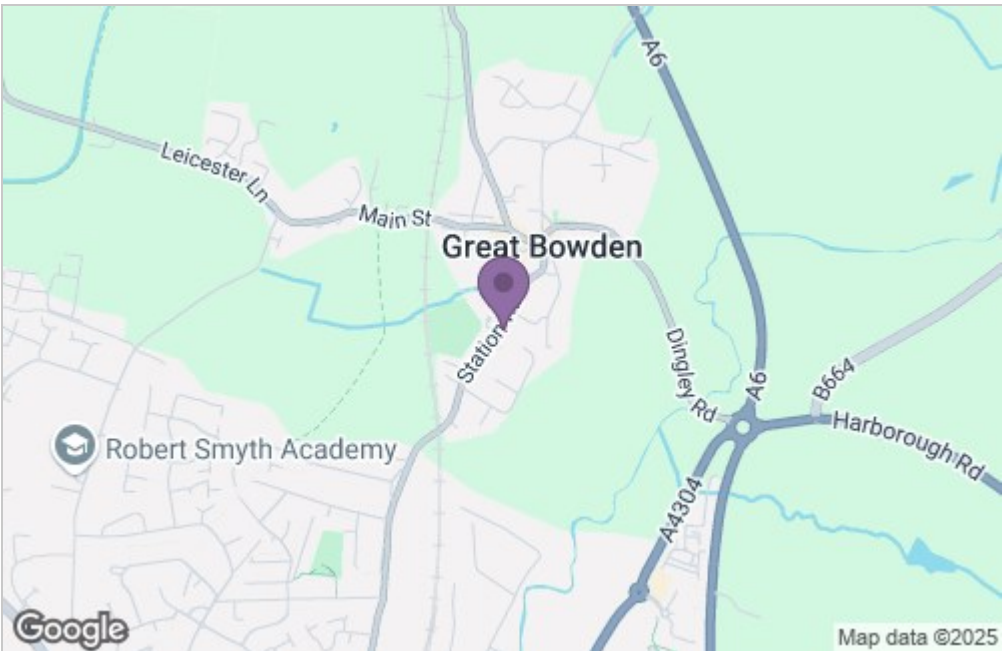 A6
Leicester Ln
Main St
Great Bowden
Station
Dingley Rd
A6
B664
Harborough Rd
Robert Smyth Academy
A4304
Google
Map data ©2025